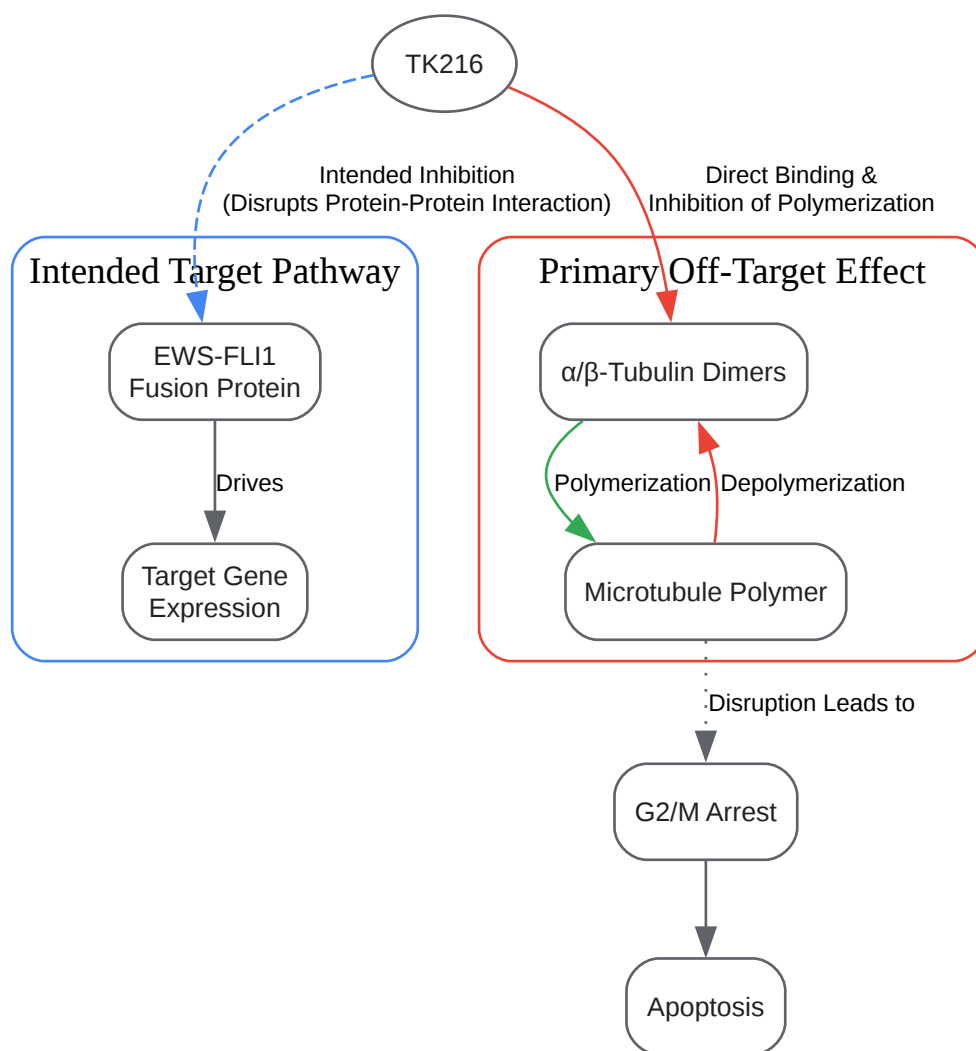 TK216
Intended Inhibition
(Disrupts Protein-Protein Interaction)
Direct Binding &
Inhibition of Polymerization
Intended Target Pathway
Primary Off-Target Effect
EWS-FLI1
Fusion Protein
α/β-Tubulin Dimers
Drives
Polymerization
Depolymerization
Target Gene
Expression
Microtubule Polymer
Disruption Leads to
G2/M Arrest
Apoptosis